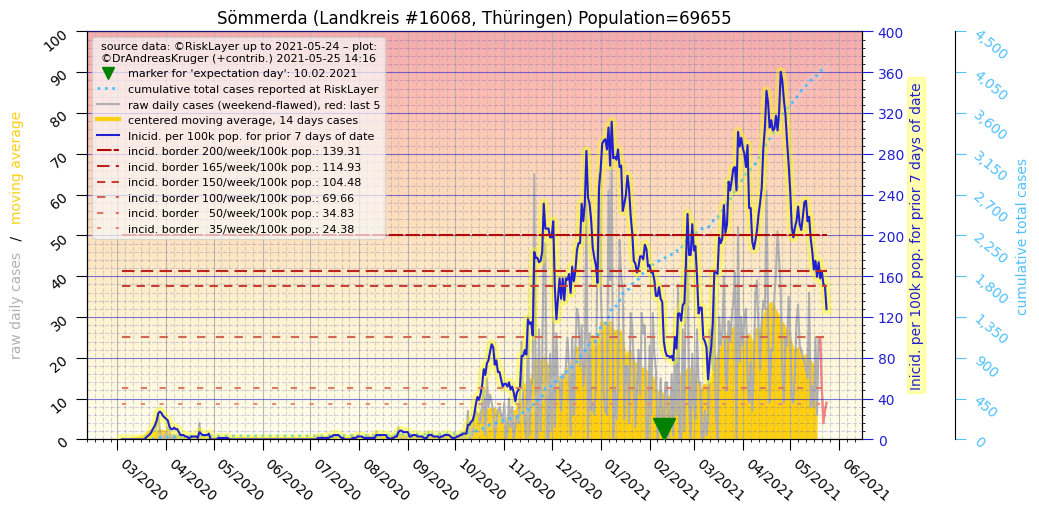 Sömmerda (Landkreis #16068, Thüringen) Population=69655
source data: ©RiskLayer up to 2021-05-24 – plot:
©DrAndreasKruger (+contrib.) 2021-05-25 14:16
marker for 'expectation day': 10.02.2021
cumulative total cases reported at RiskLayer
raw daily cases (weekend-flawed), red: last 5
centered moving average, 14 days cases
Inicid. per 100k pop. for prior 7 days of date
incid. border 200/week/100k pop.: 139.31
incid. border 165/week/100k pop.: 114.93
incid. border 150/week/100k pop.: 104.48
incid. border 100/week/100k pop.: 69.66
incid. border   50/week/100k pop.: 34.83
incid. border   35/week/100k pop.: 24.38
raw daily cases  /  moving average
100
90
80
70
60
50
40
30
20
10
0
03/2020
04/2020
05/2020
06/2020
07/2020
08/2020
09/2020
10/2020
11/2020
12/2020
01/2021
02/2021
03/2021
04/2021
05/2021
06/2021
400
360
320
280
240
200
160
120
80
40
0
Inicid. per 100k pop. for prior 7 days of date
4,500
4,050
3,600
3,150
2,700
2,250
1,800
1,350
900
450
0
cumulative total cases